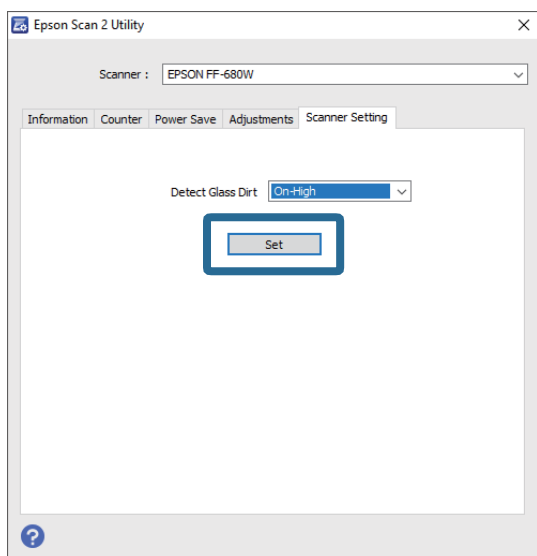 Epson Scan 2 Utility
Scanner : EPSON FF-680W
Information Counter Power Save Adjustments Scanner Setting
Detect Glass Dirt On-High
Set
?